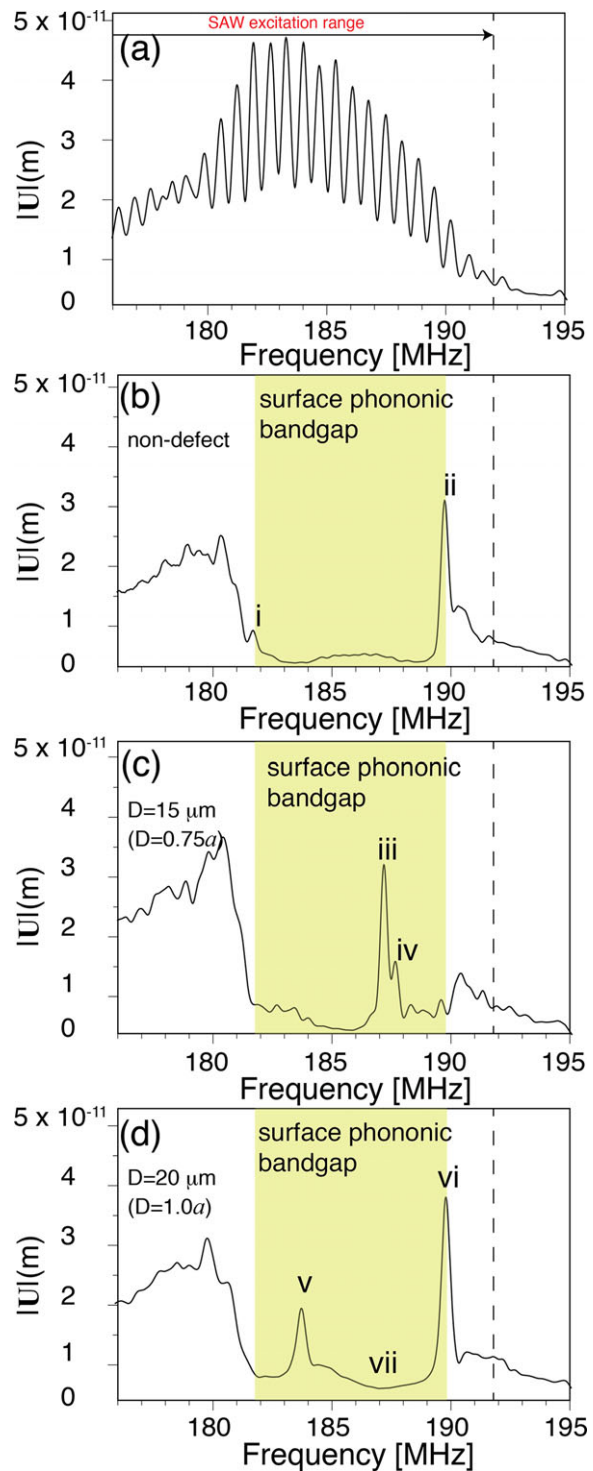 5 x 10-11
SAW excitation range
(a)
4
3
2
1
0
|U|(m)
180
185
190
195
Frequency [MHz]
5 x 10-11
(b)
surface phononic
bandgap
non-defect
4
3
2
1
0
|U|(m)
i
ii
180
185
190
195
Frequency [MHz]
5 x 10-11
(c)
surface phononic
bandgap
D=15 μm
(D=0.75a)
4
3
2
1
0
|U|(m)
iii
iv
180
185
190
195
Frequency [MHz]
5 x 10-11
(d)
surface phononic
bandgap
D=20 μm
(D=1.0a)
4
3
2
1
0
|U|(m)
v
vi
vii
180
185
190
195
Frequency [MHz]